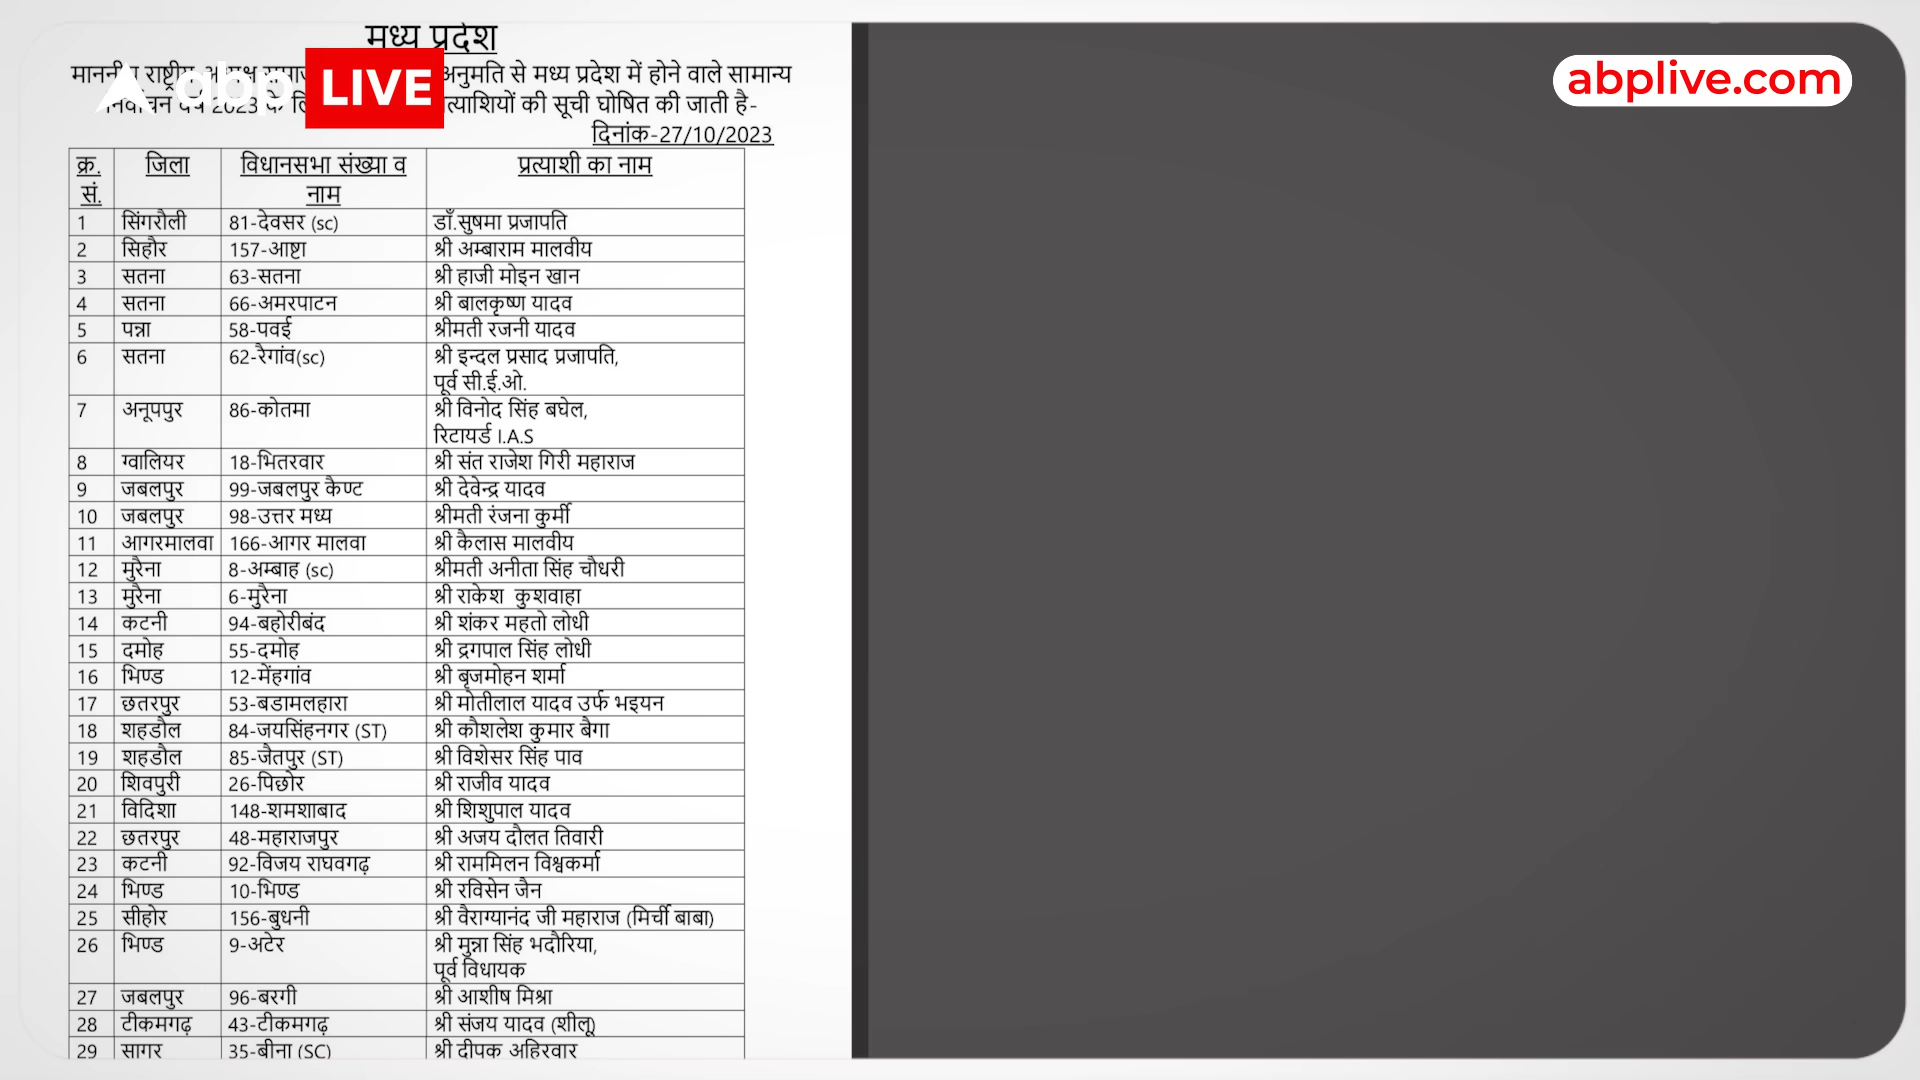 मध्य प्रदेश
राष्ट्रीय अनुमति से मध्य प्रदेश में होने वाले सामान्य
2023 प्रत्याशियों की सूची घोषित की जाती है-
abp LIVE
abplive.com
दिनांक-27/10/2023
क्र. सं. जिला विधानसभा संख्या व नाम प्रत्याशी का नाम
1 सिंगरौली 81-देवसर (sc) डाँ.सुषमा प्रजापति
2 सिहौर 157-आष्टा श्री अम्बाराम मालवीय
3 सतना 63-सतना श्री हाजी मोइन खान
4 सतना 66-अमरपाटन श्री बालकृष्ण यादव
5 पन्ना 58-पवई श्रीमती रजनी यादव
6 सतना 62-रैगांव(sc) श्री इन्दल प्रसाद प्रजापति,
पूर्व सी.ई.ओ.
7 अनूपपुर 86-कोतमा श्री विनोद सिंह बघेल,
रिटायर्ड I.A.S
8 ग्वालियर 18-भितरवार श्री संत राजेश गिरी महाराज
9 जबलपुर 99-जबलपुर कैण्ट श्री देवेन्द्र यादव
10 जबलपुर 98-उत्तर मध्य श्रीमती रंजना कुर्मी
11 आगरमालवा 166-आगर मालवा श्री कैलास मालवीय
12 मुरैना 8-अम्बाह (sc) श्रीमती अनीता सिंह चौधरी
13 मुरैना 6-मुरैना श्री राकेश कुशवाहा
14 कटनी 94-बहोरीबंद श्री शंकर महतो लोधी
15 दमोह 55-दमोह श्री द्रगपाल सिंह लोधी
16 भिण्ड 12-मेंहगांव श्री बृजमोहन शर्मा
17 छतरपुर 53-बडामलहारा श्री मोतीलाल यादव उर्फ भइयन
18 शहडौल 84-जयसिंहनगर (ST) श्री कौशलेश कुमार बैगा
19 शहडौल 85-जैतपुर (ST) श्री विशेसर सिंह पाव
20 शिवपुरी 26-पिछोर श्री राजीव यादव
21 विदिशा 148-शमशाबाद श्री शिशुपाल यादव
22 छतरपुर 48-महाराजपुर श्री अजय दौलत तिवारी
23 कटनी 92-विजय राघवगढ़ श्री राममिलन विश्वकर्मा
24 भिण्ड 10-भिण्ड श्री रविसेन जैन
25 सीहोर 156-बुधनी श्री वैराग्यानंद जी महाराज (मिर्ची बाबा)
26 भिण्ड 9-अटेर श्री मुन्ना सिंह भदौरिया,
पूर्व विधायक
27 जबलपुर 96-बरगी श्री आशीष मिश्रा
28 टीकमगढ़ 43-टीकमगढ़ श्री संजय यादव (शीलू)
29 सागर 35-बीना (SC) श्री दीपक अहिरवार